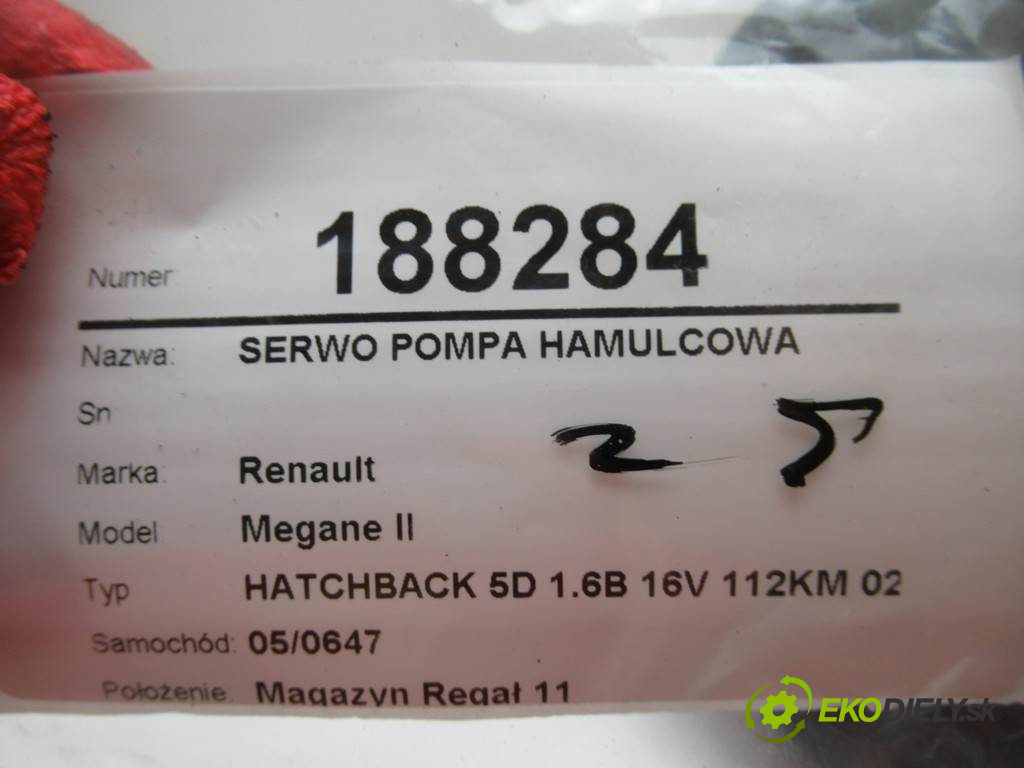 Numer: 188284
Nazwa: SERWO POMPA HAMULCOWA
Sn
Marka: Renault
Model Megane II
Typ HATCHBACK 5D 1.6B 16V 112KM 02
Samochód: 05/0647
Położenie: Magazyn Regał 11
EKODIELY.sk